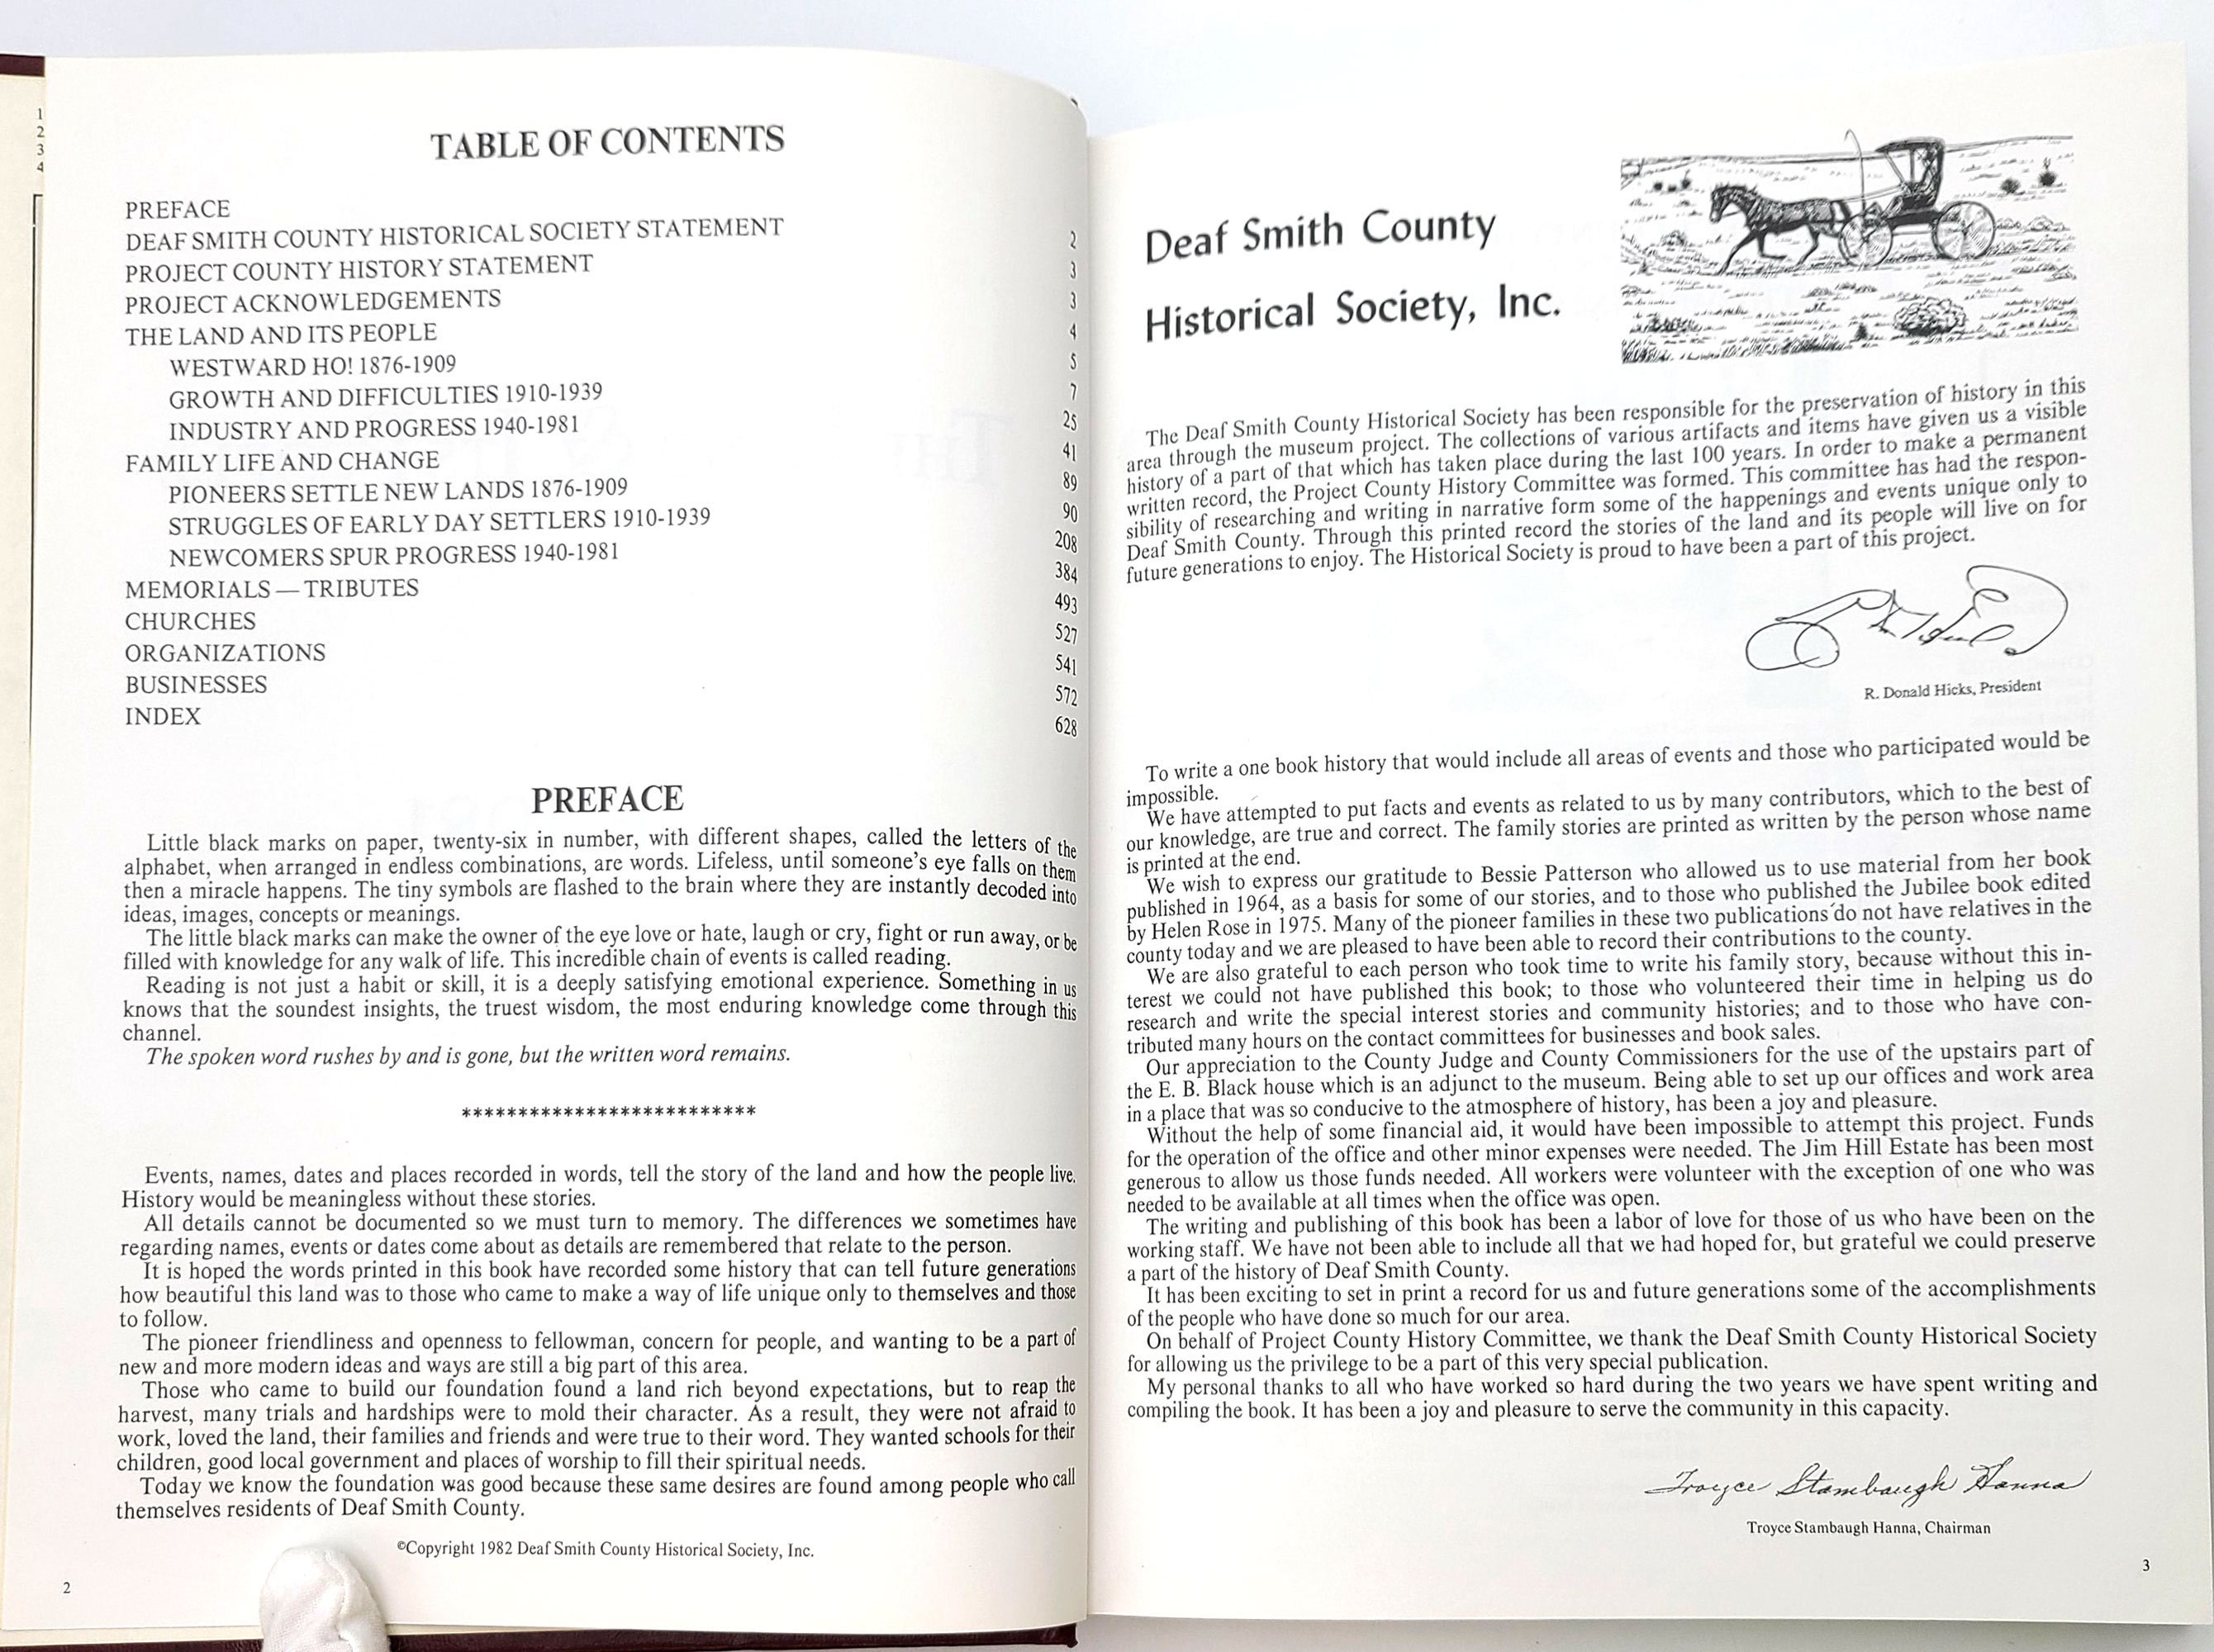 1
2
3
4
TABLE OF CONTENTS
PREFACE 2
DEAF SMITH COUNTY HISTORICAL SOCIETY STATEMENT 3
PROJECT COUNTY HISTORY STATEMENT 3
PROJECT ACKNOWLEDGEMENTS 4
THE LAND AND ITS PEOPLE 5
WESTWARD HO! 1876-1909 7
GROWTH AND DIFFICULTIES 1910-1939 25
INDUSTRY AND PROGRESS 1940-1981 41
FAMILY LIFE AND CHANGE 89
PIONEERS SETTLE NEW LANDS 1876-1909 90
STRUGGLES OF EARLY DAY SETTLERS 1910-1939 208
NEWCOMERS SPUR PROGRESS 1940-1981 384
MEMORIALS — TRIBUTES 493
CHURCHES 527
ORGANIZATIONS 541
BUSINESSES 572
INDEX 628
PREFACE
Little black marks on paper, twenty-six in number, with different shapes, called the letters of the
alphabet, when arranged in endless combinations, are words. Lifeless, until someone's eye falls on them
then a miracle happens. The tiny symbols are flashed to the brain where they are instantly decoded into
ideas, images, concepts or meanings.
The little black marks can make the owner of the eye love or hate, laugh or cry, fight or run away, or be
filled with knowledge for any walk of life. This incredible chain of events is called reading.
Reading is not just a habit or skill, it is a deeply satisfying emotional experience. Something in us
knows that the soundest insights, the truest wisdom, the most enduring knowledge come through this
channel.
The spoken word rushes by and is gone, but the written word remains.
**************************
Events, names, dates and places recorded in words, tell the story of the land and how the people live.
History would be meaningless without these stories.
All details cannot be documented so we must turn to memory. The differences we sometimes have
regarding names, events or dates come about as details are remembered that relate to the person.
It is hoped the words printed in this book have recorded some history that can tell future generations
how beautiful this land was to those who came to make a way of life unique only to themselves and those
to follow.
The pioneer friendliness and openness to fellowman, concern for people, and wanting to be a part of
new and more modern ideas and ways are still a big part of this area.
Those who came to build our foundation found a land rich beyond expectations, but to reap the
harvest, many trials and hardships were to mold their character. As a result, they were not afraid to
work, loved the land, their families and friends and were true to their word. They wanted schools for their
children, good local government and places of worship to fill their spiritual needs.
Today we know the foundation was good because these same desires are found among people who call
themselves residents of Deaf Smith County.
©Copyright 1982 Deaf Smith County Historical Society, Inc.
2
Deaf Smith County
Historical Society, Inc.
The Deaf Smith County Historical Society has been responsible for the preservation of history in this
area through the museum project. The collections of various artifacts and items have given us a visible
history of a part of that which has taken place during the last 100 years. In order to make a permanent
written record, the Project County History Committee was formed. This committee has had the respon-
sibility of researching and writing in narrative form some of the happenings and events unique only to
Deaf Smith County. Through this printed record the stories of the land and its people will live on for
future generations to enjoy. The Historical Society is proud to have been a part of this project.
R. Donald Hicks, President
To write a one book history that would include all areas of events and those who participated would be
impossible.
We have attempted to put facts and events as related to us by many contributors, which to the best of
our knowledge, are true and correct. The family stories are printed as written by the person whose name
is printed at the end.
We wish to express our gratitude to Bessie Patterson who allowed us to use material from her book
published in 1964, as a basis for some of our stories, and to those who published the Jubilee book edited
by Helen Rose in 1975. Many of the pioneer families in these two publications do not have relatives in the
county today and we are pleased to have been able to record their contributions to the county.
We are also grateful to each person who took time to write his family story, because without this in-
terest we could not have published this book; to those who volunteered their time in helping us do
research and write the special interest stories and community histories; and to those who have con-
tributed many hours on the contact committees for businesses and book sales.
Our appreciation to the County Judge and County Commissioners for the use of the upstairs part of
the E. B. Black house which is an adjunct to the museum. Being able to set up our offices and work area
in a place that was so conducive to the atmosphere of history, has been a joy and pleasure.
Without the help of some financial aid, it would have been impossible to attempt this project. Funds
for the operation of the office and other minor expenses were needed. The Jim Hill Estate has been most
generous to allow us those funds needed. All workers were volunteer with the exception of one who was
needed to be available at all times when the office was open.
The writing and publishing of this book has been a labor of love for those of us who have been on the
working staff. We have not been able to include all that we had hoped for, but grateful we could preserve
a part of the history of Deaf Smith County.
It has been exciting to set in print a record for us and future generations some of the accomplishments
of the people who have done so much for our area.
On behalf of Project County History Committee, we thank the Deaf Smith County Historical Society
for allowing us the privilege to be a part of this very special publication.
My personal thanks to all who have worked so hard during the two years we have spent writing and
compiling the book. It has been a joy and pleasure to serve the community in this capacity.
Troyce Stambaugh Hanna
Troyce Stambaugh Hanna, Chairman
3